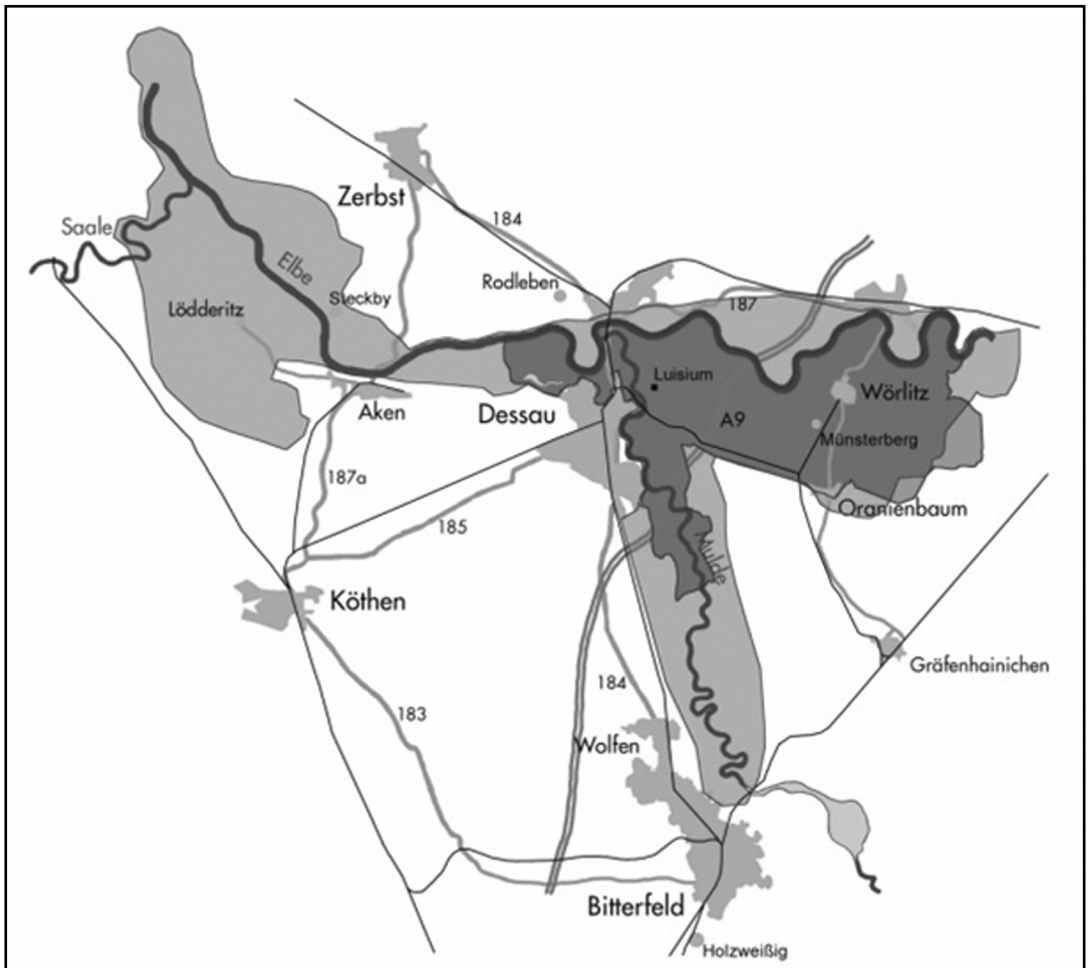 Zerbst
184
Saale
Elbe
Rodleben
Steckby
187
Lödderitz
Luisium
Wörlitz
Aken
Dessau
A9
Münsterberg
187a
Oranienbaum
185
Mulde
Köthen
Gräfenhainichen
184
183
Wolfen
Bitterfeld
Holzweißig